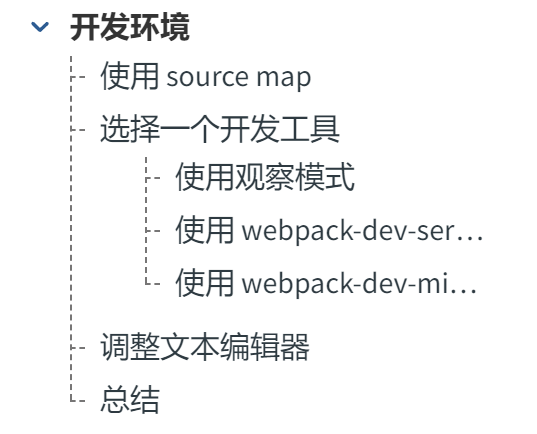 开发环境
使用 source map
选择一个开发工具
使用观察模式
使用 webpack-dev-ser…
使用 webpack-dev-mi…
调整文本编辑器
总结